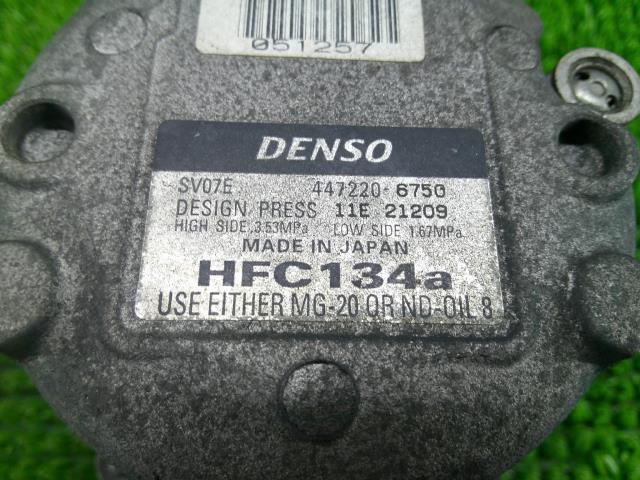 051257
DENSO
SV07E 447220-6750
DESIGN PRESS 11E 21209
HIGH SIDE 3.53MPa LOW SIDE 1.67MPa
MADE IN JAPAN
HFC134a
USE EITHER MG-20 OR ND-OIL 8